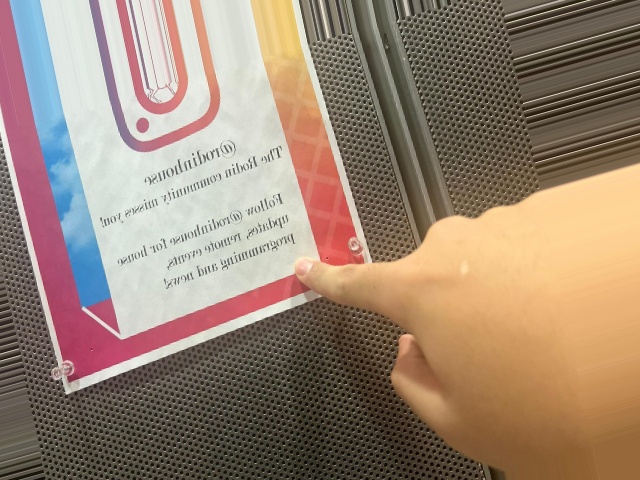 @rodinhouse
The Rodin community misses you!
Follow @rodinhouse for house
updates, remote events,
programming and news!